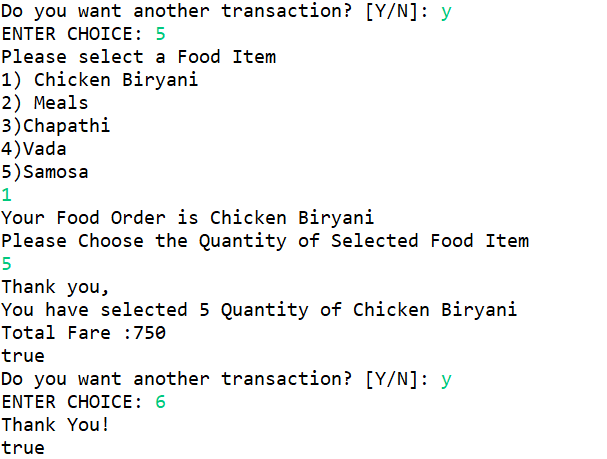 Do you want another transaction? [Y/N]: y
ENTER CHOICE: 5
Please select a Food Item
1) Chicken Biryani
2) Meals
3)Chapathi
4)Vada
5)Samosa
1
Your Food Order is Chicken Biryani
Please Choose the Quantity of Selected Food Item
5
Thank you,
You have selected 5 Quantity of Chicken Biryani
Total Fare :750
true
Do you want another transaction? [Y/N]: y
ENTER CHOICE: 6
Thank You!
true